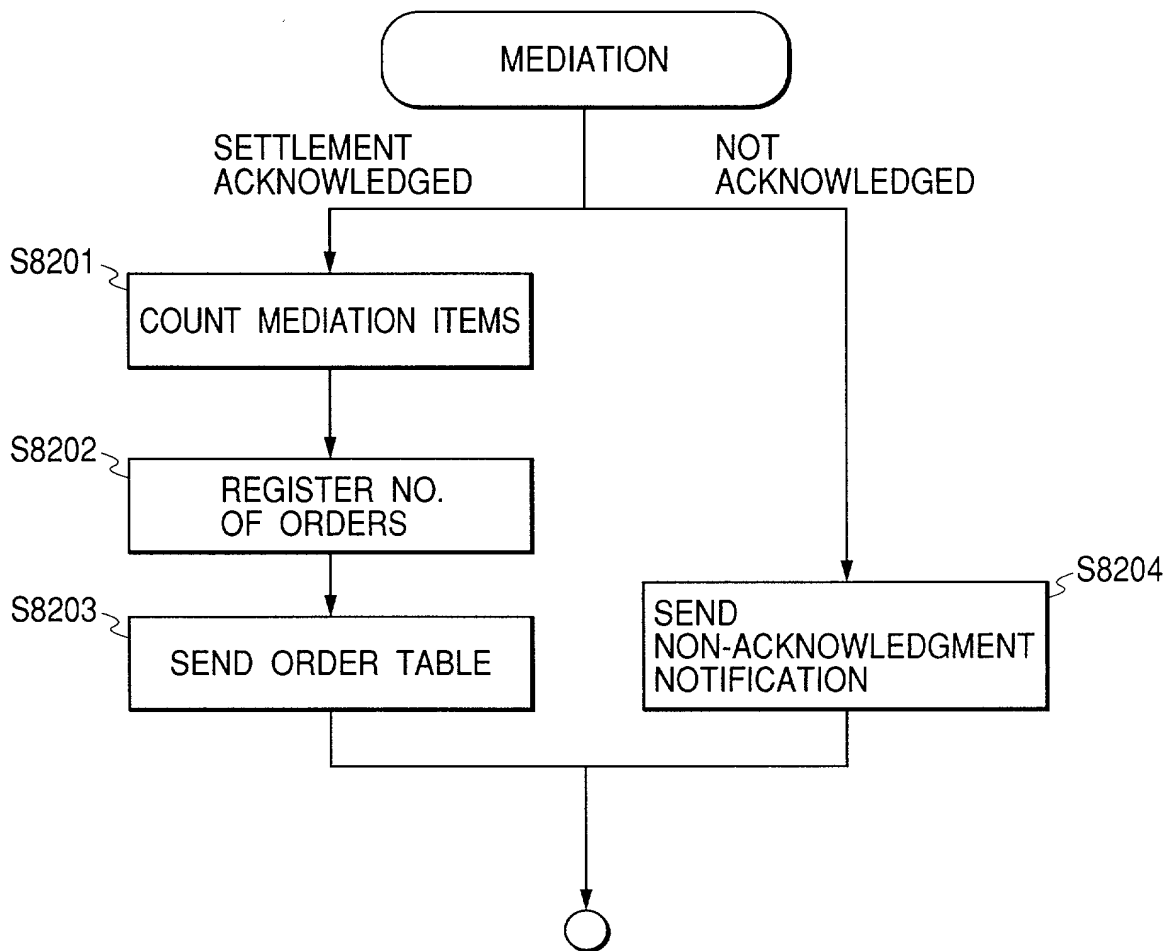 MEDIATION
SETTLEMENT
ACKNOWLEDGED
NOT
ACKNOWLEDGED
S8201
COUNT MEDIATION ITEMS
S8202
REGISTER NO.
OF ORDERS
S8203
SEND ORDER TABLE
S8204
SEND
NON-ACKNOWLEDGMENT
NOTIFICATION